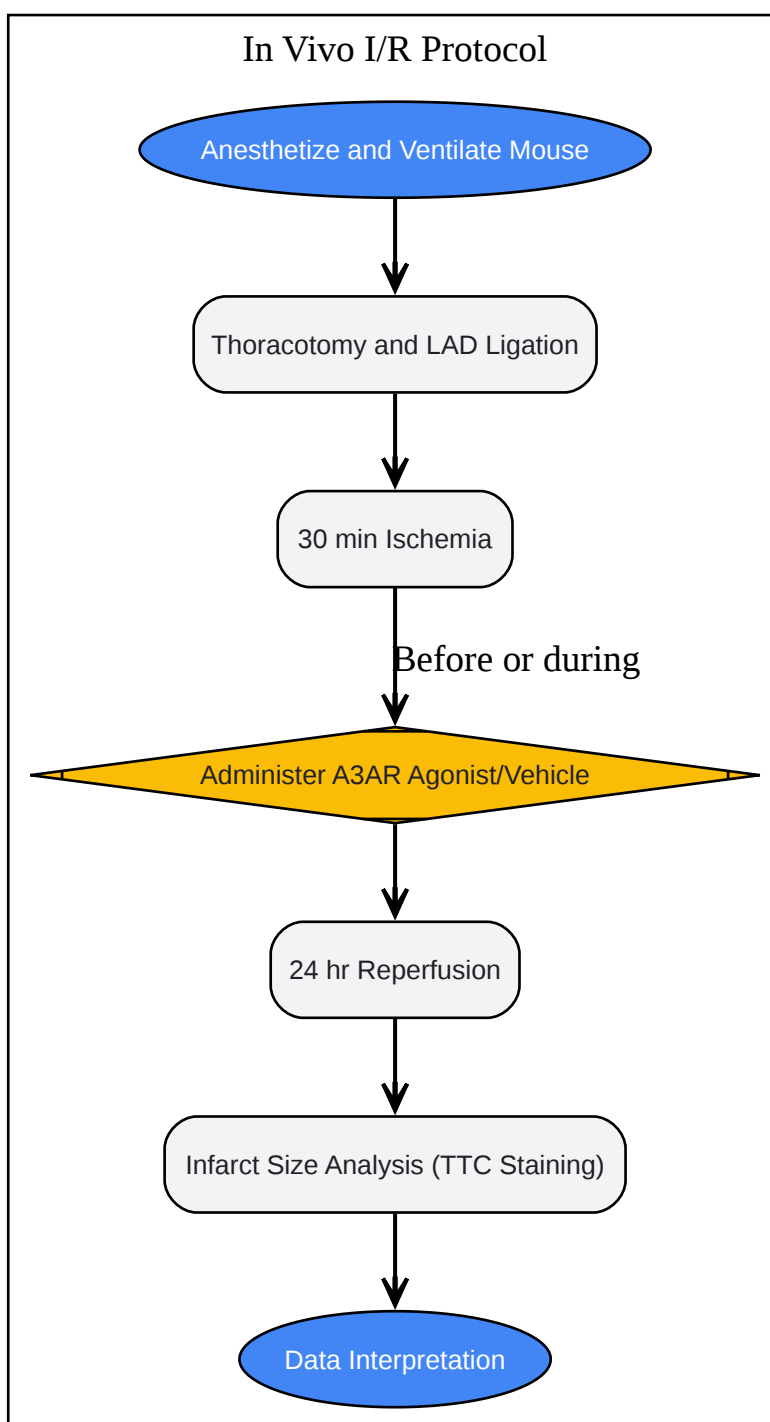 In Vivo I/R Protocol
Anesthetize and Ventilate Mouse
Thoracotomy and LAD Ligation
30 min Ischemia
Before or during
Administer A3AR Agonist/Vehicle
24 hr Reperfusion
Infarct Size Analysis (TTC Staining)
Data Interpretation